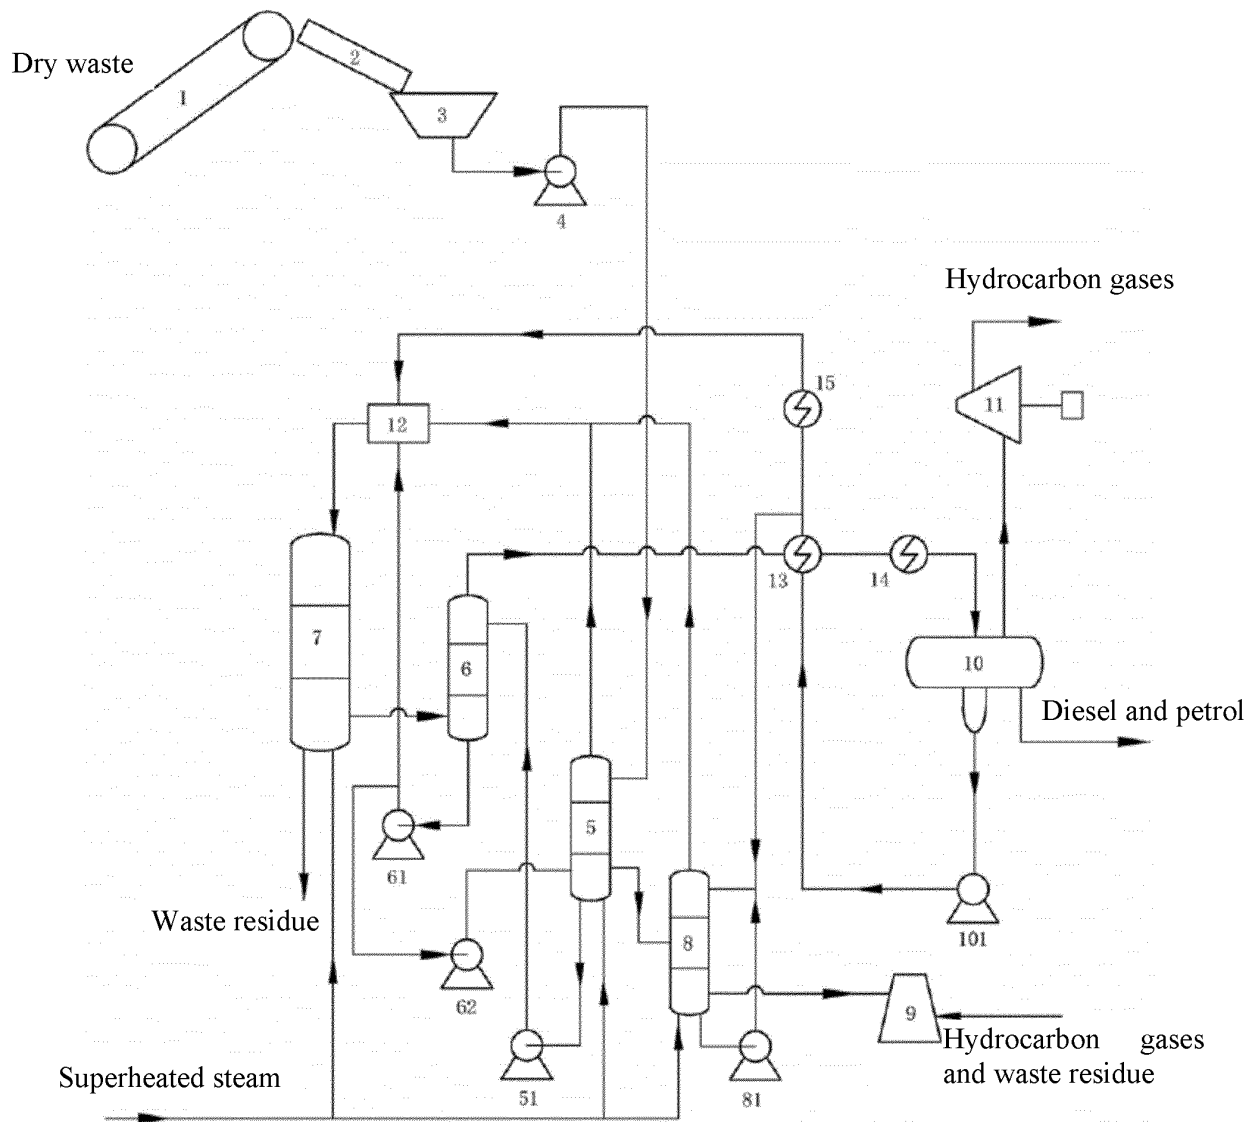 Dry waste
1
2
3
4
Hydrocarbon gases
15
11
12
13
14
7
6
10
Diesel and petrol
5
61
Waste residue
8
101
62
9
Hydrocarbon gases
and waste residue
Superheated steam
51
81